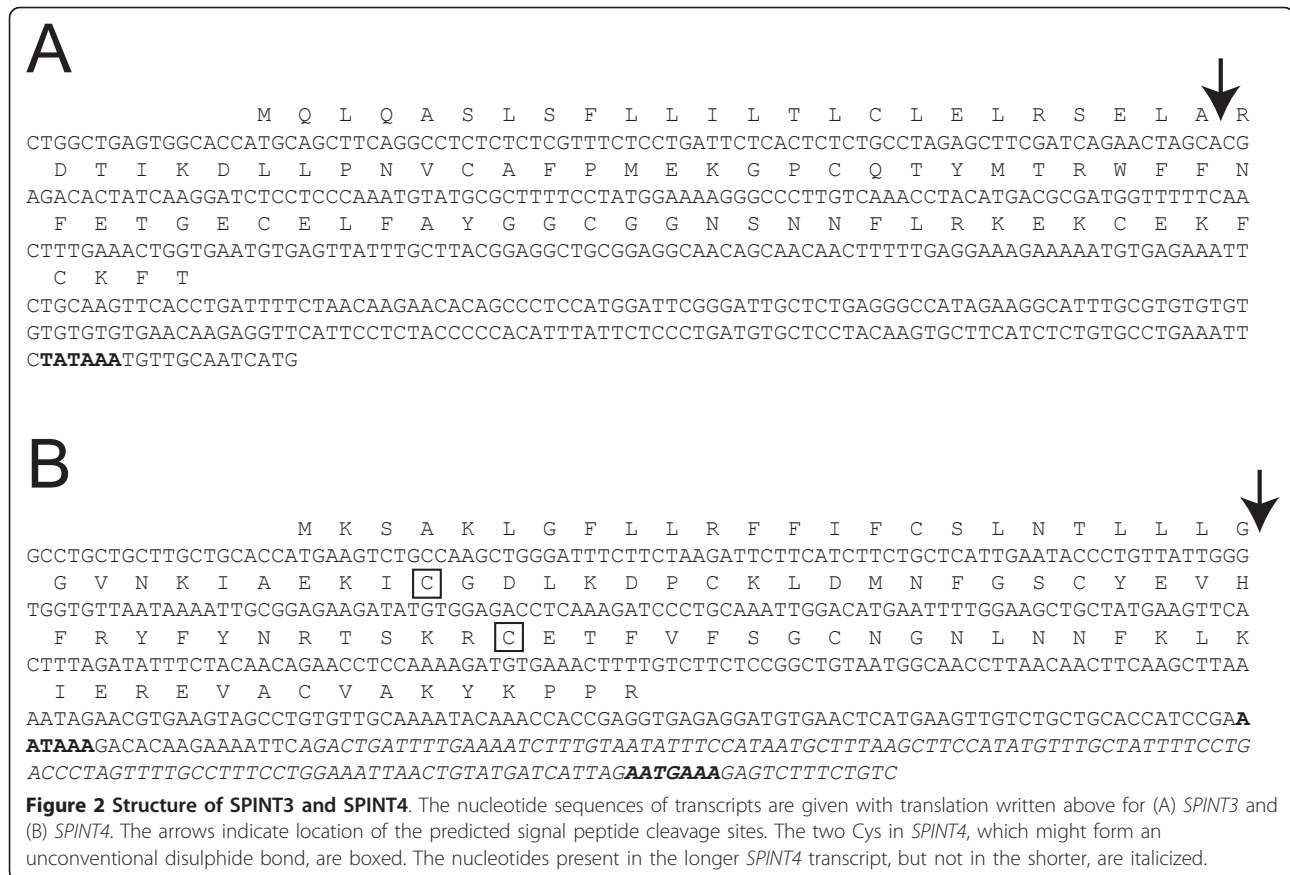 A
M Q L Q A S L S F L L I L T L C L E L R S E L A R
CTGGCTGAGTGGCACCATGCAGCTTCAGGCCTCTCTCTCGTTTCTCCTGATTCTCACTCTCTGCCTAGAGCTTCGATCAGAACTAGCACG
D T I K D L L P N V C A F P M E K G P C Q T Y M T R W F F N
AGACACTATCAAGGATCTCCTCCCAAATGTATGCGCTTTTCCTATGGAAAAGGGCCCTTGTCAAACCTACATGACGCGATGGTTTTTCAA
F E T G E C E L F A Y G G C G G N S N N F L R K E K C E K F
CTTTGAAACTGGTGAATGTGAGTTATTTGCTTACGGAGGCTGCGGAGGCAACAGCAACAACTTTTTGAGGAAAGAAAAATGTGAGAAATT
C K F T
CTGCAAGTTCACCTGATTTTCTAACAAGAACACAGCCCTCCATGGATTCGGGATTGCTCTGAGGGCCATAGAAGGCATTTGCGTGTGTGT
GTGTGTGTGAACAAGAGGTTCATTCCTCTACCCCCACATTTATTCTCCCTGATGTGCTCCTACAAGTGCTTCATCTCTGTGCCTGAAATT
CTATAAATGTTGCAATCATG
B
M K S A K L G F L L R F F I F C S L N T L L L G
GCCTGCTGCTTGCTGCACCATGAAGTCTGCCAAGCTGGGATTTCTTCTAAGATTCTTCATCTTCTGCTCATTGAATACCCTGTTATTGGG
G V N K I A E K I C G D L K D P C K L D M N F G S C Y E V H
TGGTGTTAATAAAATTGCGGAGAAGATATGTGGAGACCTCAAAGATCCCTGCAAATTGGACATGAATTTTGGAAGCTGCTATGAAGTTCA
F R Y F Y N R T S K R C E T F V F S G C N G N L N N F K L K
CTTTAGATATTTCTACAACAGAACCTCCAAAAGATGTGAAACTTTTGTCTTCTCCGGCTGTAATGGCAACCTTAACAACTTCAAGCTTAA
I E R E V A C V A K Y K P P R
AATAGAACGTGAAGTAGCCTGTGTTGCAAAATACAAACCACCGAGGTGAGAGGATGTGAACTCATGAAGTTGTCTGCTGCACCATCCGAA
ATAAAGACACAAGAAAATTCAGACTGATTTTGAAAATCTTTGTAATATTTCCATAATGCTTTAAGCTTCCATATGTTTGCTATTTTCCTG
ACCCTAGTTTTGCCTTTCCTGGAAATTAACTGTATGATCATTAGAATGAAAGAGTCTTTCTGTC
Figure 2 Structure of SPINT3 and SPINT4. The nucleotide sequences of transcripts are given with translation written above for (A) SPINT3 and
(B) SPINT4. The arrows indicate location of the predicted signal peptide cleavage sites. The two Cys in SPINT4, which might form an
unconventional disulphide bond, are boxed. The nucleotides present in the longer SPINT4 transcript, but not in the shorter, are italicized.